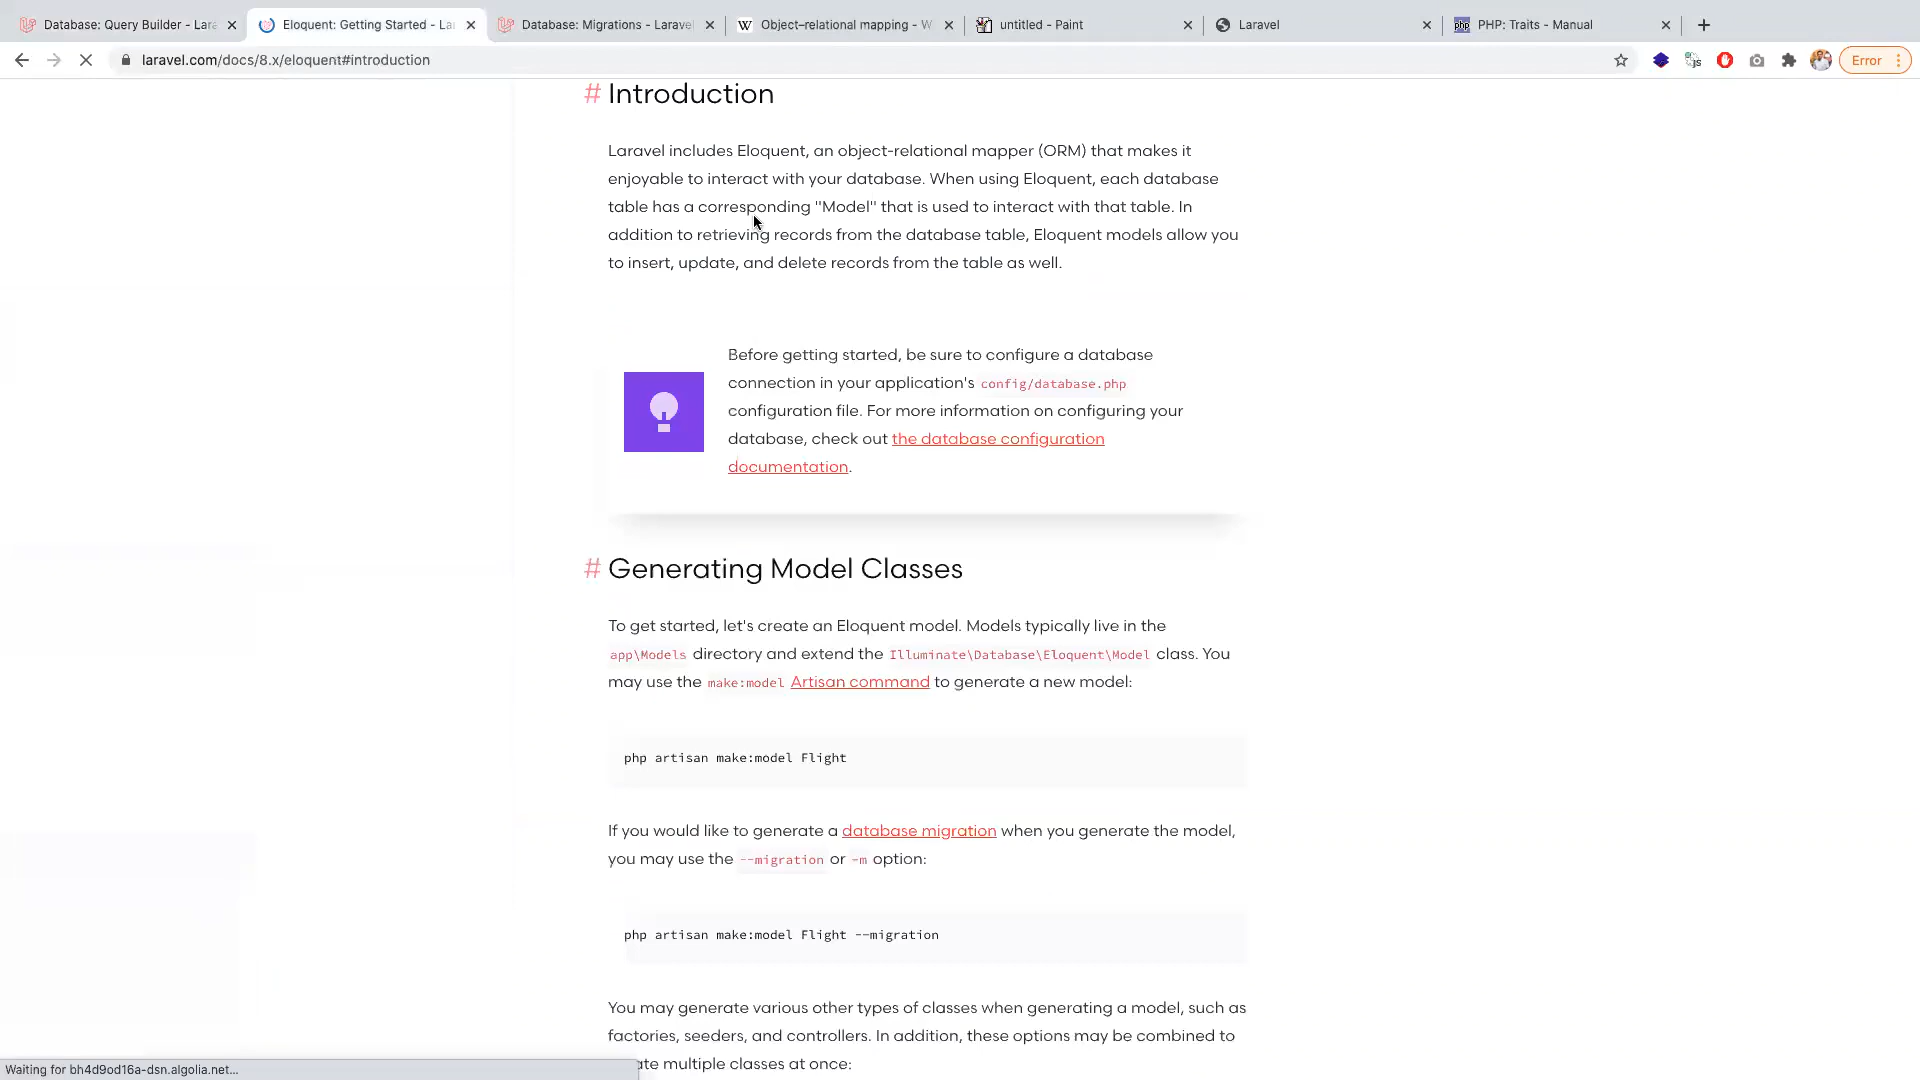 Database: Query Builder - Lara
Eloquent: Getting Started - La
Database: Migrations - Laravel
Object–relational mapping - W
untitled - Paint
Laravel
php PHP: Traits - Manual
laravel.com/docs/8.x/eloquent#introduction
Error
# Introduction
Laravel includes Eloquent, an object-relational mapper (ORM) that makes it
enjoyable to interact with your database. When using Eloquent, each database
table has a corresponding "Model" that is used to interact with that table. In
addition to retrieving records from the database table, Eloquent models allow you
to insert, update, and delete records from the table as well.
Before getting started, be sure to configure a database
connection in your application's config/database.php
configuration file. For more information on configuring your
database, check out the database configuration
documentation.
# Generating Model Classes
To get started, let's create an Eloquent model. Models typically live in the
app\Models directory and extend the Illuminate\Database\Eloquent\Model class. You
may use the make:model Artisan command to generate a new model:
php artisan make:model Flight
If you would like to generate a database migration when you generate the model,
you may use the --migration or -m option:
php artisan make:model Flight --migration
You may generate various other types of classes when generating a model, such as
factories, seeders, and controllers. In addition, these options may be combined to
ate multiple classes at once:
Waiting for bh4d9od16a-dsn.algolia.net...